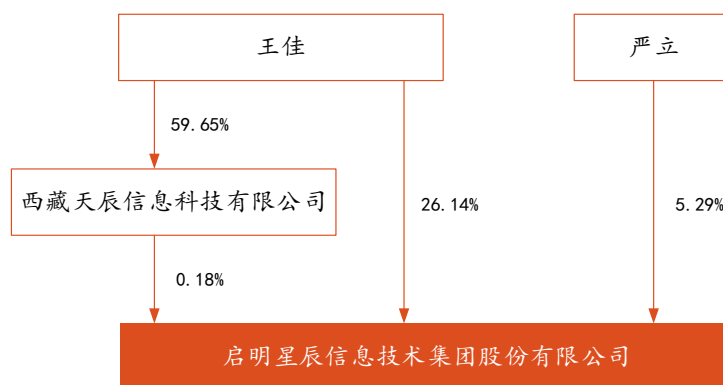 王佳
严立
59.65%
西藏天辰信息科技有限公司
26.14%
5.29%
0.18%
启明星辰信息技术集团股份有限公司